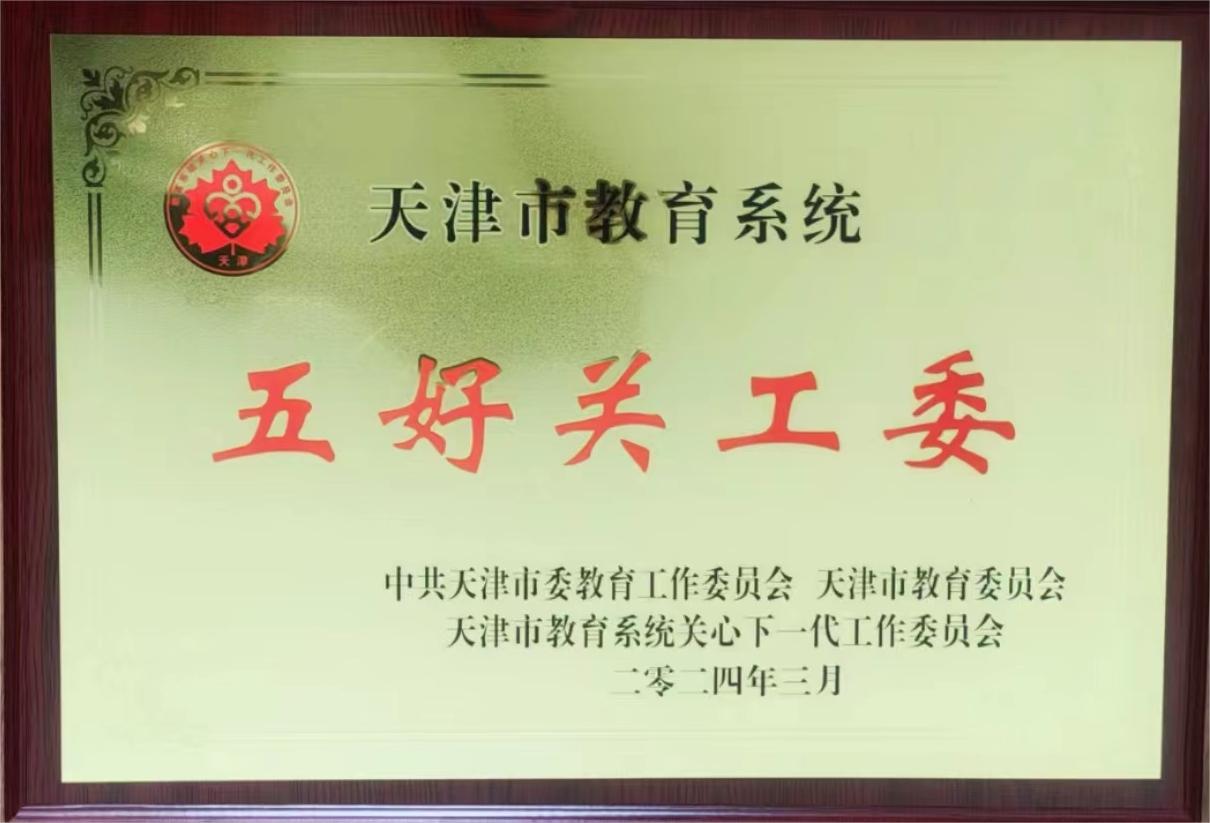 天津市教育系统
天津
五好关工委
中共天津市委教育工作委员会 天津市教育委员会
天津市教育系统关心下一代工作委员会
二零二四年三月